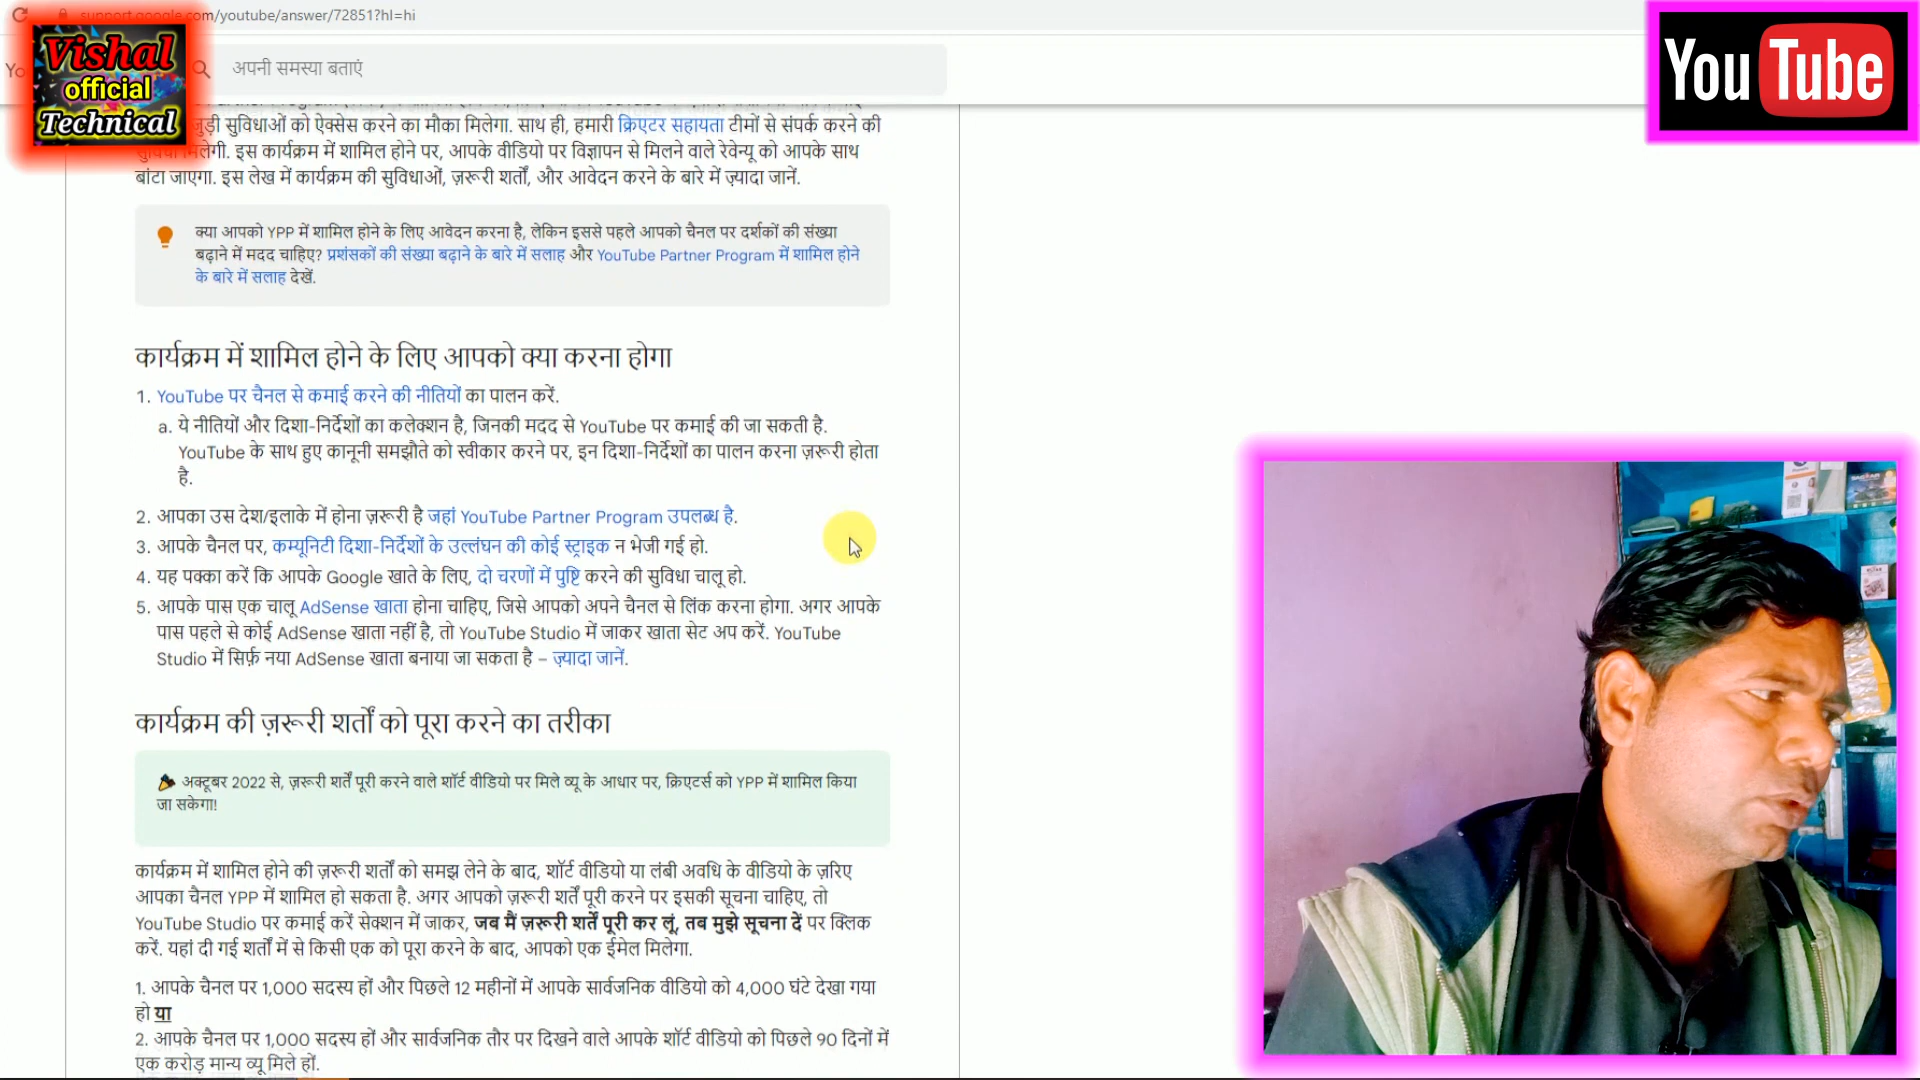 support.google.com/youtube/answer/72851?hl=hi
Vishal
official
Technical
अपनी समस्या बताएं
You Tube
जुड़ी सुविधाओं को ऐक्सेस करने का मौका मिलेगा. साथ ही, हमारी क्रिएटर सहायता टीमों से संपर्क करने की
सुविधा मिलेगी. इस कार्यक्रम में शामिल होने पर, आपके वीडियो पर विज्ञापन से मिलने वाले रेवेन्यू को आपके साथ
बांटा जाएगा. इस लेख में कार्यक्रम की सुविधाओं, ज़रूरी शर्तों, और आवेदन करने के बारे में ज़्यादा जानें.
क्या आपको YPP में शामिल होने के लिए आवेदन करना है, लेकिन इससे पहले आपको चैनल पर दर्शकों की संख्या
बढ़ाने में मदद चाहिए? प्रशंसकों की संख्या बढ़ाने के बारे में सलाह और YouTube Partner Program में शामिल होने
के बारे में सलाह देखें.
कार्यक्रम में शामिल होने के लिए आपको क्या करना होगा
1. YouTube पर चैनल से कमाई करने की नीतियों का पालन करें.
a. ये नीतियों और दिशा-निर्देशों का कलेक्शन है, जिनकी मदद से YouTube पर कमाई की जा सकती है.
YouTube के साथ हुए कानूनी समझौते को स्वीकार करने पर, इन दिशा-निर्देशों का पालन करना ज़रूरी होता
है.
2. आपका उस देश/इलाके में होना ज़रूरी है जहां YouTube Partner Program उपलब्ध है.
3. आपके चैनल पर, कम्यूनिटी दिशा-निर्देशों के उल्लंघन की कोई स्ट्राइक न भेजी गई हो.
4. यह पक्का करें कि आपके Google खाते के लिए, दो चरणों में पुष्टि करने की सुविधा चालू हो.
5. आपके पास एक चालू AdSense खाता होना चाहिए, जिसे आपको अपने चैनल से लिंक करना होगा. अगर आपके
पास पहले से कोई AdSense खाता नहीं है, तो YouTube Studio में जाकर खाता सेट अप करें. YouTube
Studio में सिर्फ़ नया AdSense खाता बनाया जा सकता है – ज़्यादा जानें.
कार्यक्रम की ज़रूरी शर्तों को पूरा करने का तरीका
अक्टूबर 2022 से, ज़रूरी शर्तें पूरी करने वाले शॉर्ट वीडियो पर मिले व्यू के आधार पर, क्रिएटर्स को YPP में शामिल किया
जा सकेगा!
कार्यक्रम में शामिल होने की ज़रूरी शर्तों को समझ लेने के बाद, शॉर्ट वीडियो या लंबी अवधि के वीडियो के ज़रिए
आपका चैनल YPP में शामिल हो सकता है. अगर आपको ज़रूरी शर्तें पूरी करने पर इसकी सूचना चाहिए, तो
YouTube Studio पर कमाई करें सेक्शन में जाकर, जब मैं ज़रूरी शर्तें पूरी कर लूं, तब मुझे सूचना दें पर क्लिक
करें. यहां दी गई शर्तों में से किसी एक को पूरा करने के बाद, आपको एक ईमेल मिलेगा.
1. आपके चैनल पर 1,000 सदस्य हों और पिछले 12 महीनों में आपके सार्वजनिक वीडियो को 4,000 घंटे देखा गया
हो या
2. आपके चैनल पर 1,000 सदस्य हों और सार्वजनिक तौर पर दिखने वाले आपके शॉर्ट वीडियो को पिछले 90 दिनों में
एक करोड़ मान्य व्यू मिले हों.